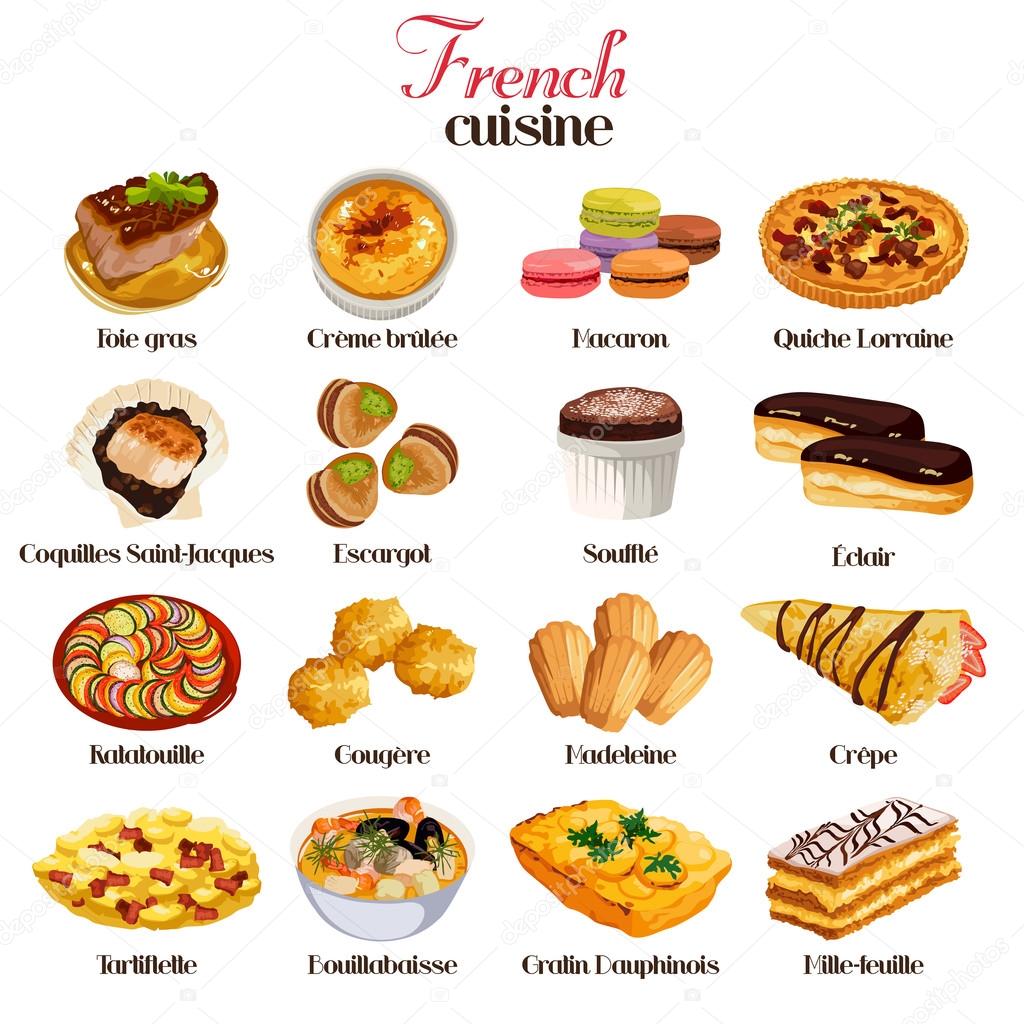 French
cuisine
Foie gras
Crème brûlée
Macaron
Quiche Lorraine
Coquilles Saint-Jacques
Escargot
Soufflé
Éclair
Ratatouille
Gougère
Madeleine
Crêpe
Tartiflette
Bouillabaisse
Gratin Dauphinois
Mille-feuille
depositphotos